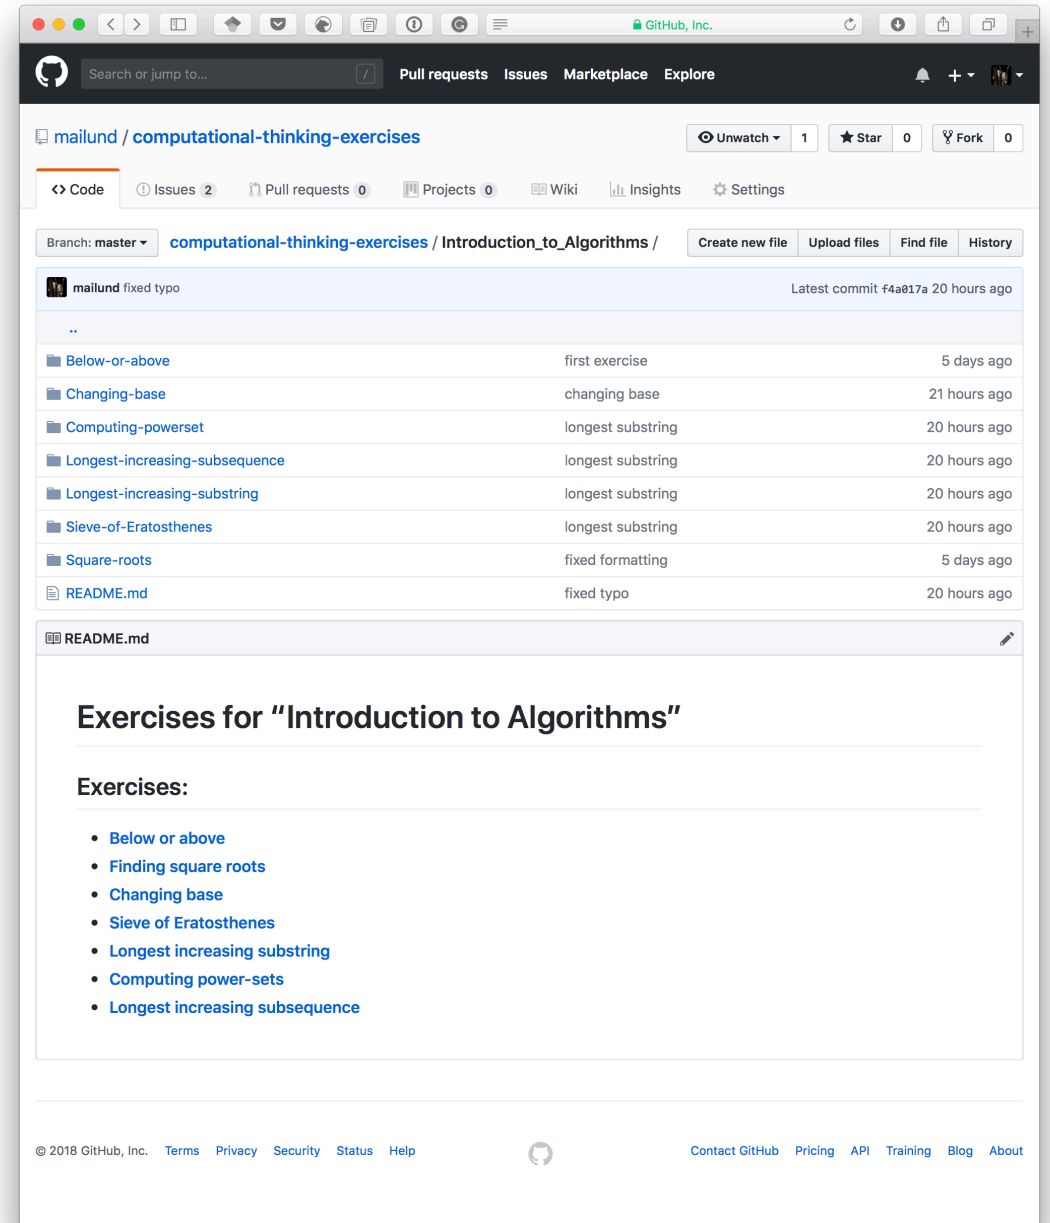 GitHub, Inc.
Search or jump to... / Pull requests Issues Marketplace Explore
mailund / computational-thinking-exercises Unwatch 1 Star 0 Fork 0
Code Issues 2 Pull requests 0 Projects 0 Wiki Insights Settings
Branch: master computational-thinking-exercises / Introduction_to_Algorithms / Create new file Upload files Find file History
mailund fixed typo Latest commit f4a017a 20 hours ago
..
Below-or-above first exercise 5 days ago
Changing-base changing base 21 hours ago
Computing-powerset longest substring 20 hours ago
Longest-increasing-subsequence longest substring 20 hours ago
Longest-increasing-substring longest substring 20 hours ago
Sieve-of-Eratosthenes longest substring 20 hours ago
Square-roots fixed formatting 5 days ago
README.md fixed typo 20 hours ago
README.md
Exercises for “Introduction to Algorithms”
Exercises:
• Below or above
• Finding square roots
• Changing base
• Sieve of Eratosthenes
• Longest increasing substring
• Computing power-sets
• Longest increasing subsequence
© 2018 GitHub, Inc. Terms Privacy Security Status Help Contact GitHub Pricing API Training Blog About